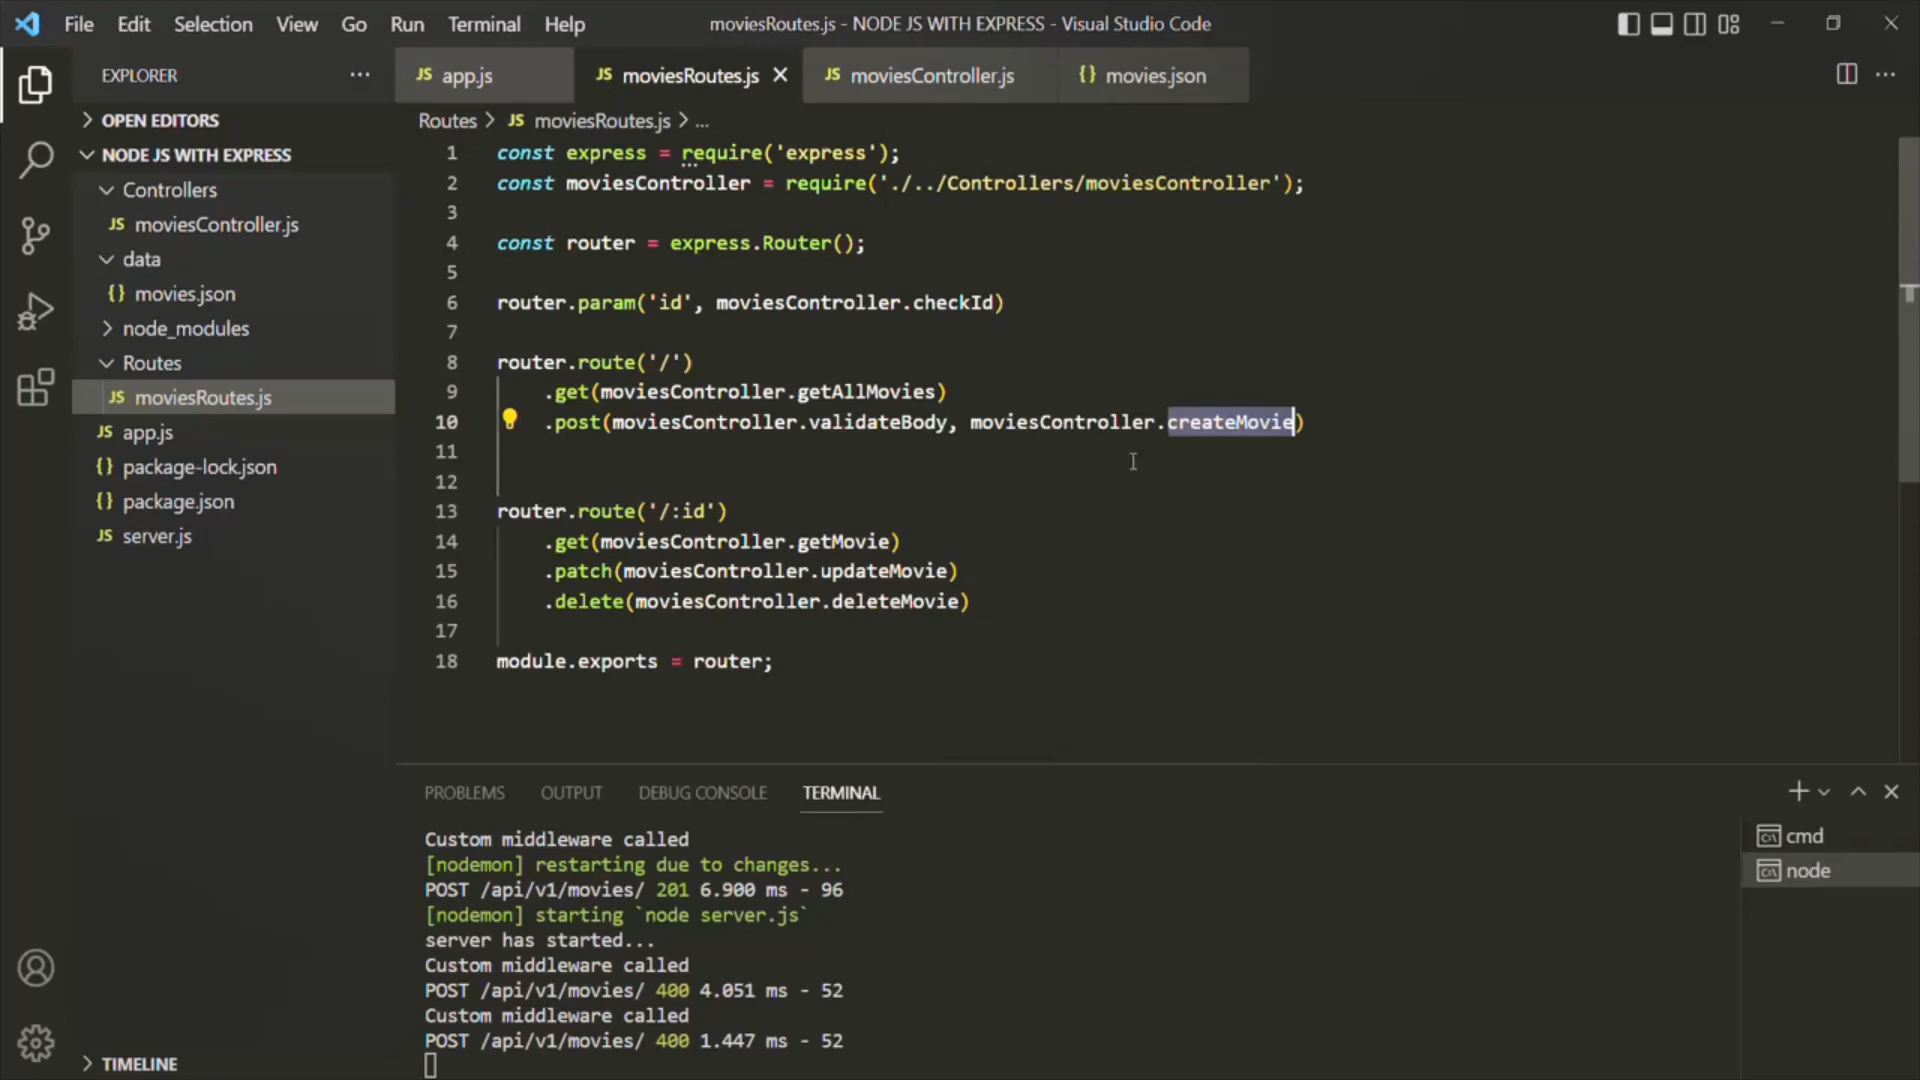 File Edit Selection View Go Run Terminal Help
moviesRoutes.js - NODE JS WITH EXPRESS - Visual Studio Code
EXPLORER ...
JS app.js
JS moviesRoutes.js
JS moviesController.js
{} movies.json
OPEN EDITORS
NODE JS WITH EXPRESS
Controllers
JS moviesController.js
data
{} movies.json
node_modules
Routes
JS moviesRoutes.js
JS app.js
{} package-lock.json
{} package.json
JS server.js
TIMELINE
Routes > JS moviesRoutes.js > ...
1 const express = require('express');
2 const moviesController = require('./../Controllers/moviesController');
3
4 const router = express.Router();
5
6 router.param('id', moviesController.checkId)
7
8 router.route('/')
9 .get(moviesController.getAllMovies)
10 .post(moviesController.validateBody, moviesController.createMovie)
11
12
13 router.route('/:id')
14 .get(moviesController.getMovie)
15 .patch(moviesController.updateMovie)
16 .delete(moviesController.deleteMovie)
17
18 module.exports = router;
PROBLEMS OUTPUT DEBUG CONSOLE TERMINAL
Custom middleware called
[nodemon] restarting due to changes...
POST /api/v1/movies/ 201 6.900 ms - 96
[nodemon] starting `node server.js`
server has started...
Custom middleware called
POST /api/v1/movies/ 400 4.051 ms - 52
Custom middleware called
POST /api/v1/movies/ 400 1.447 ms - 52
cmd
node